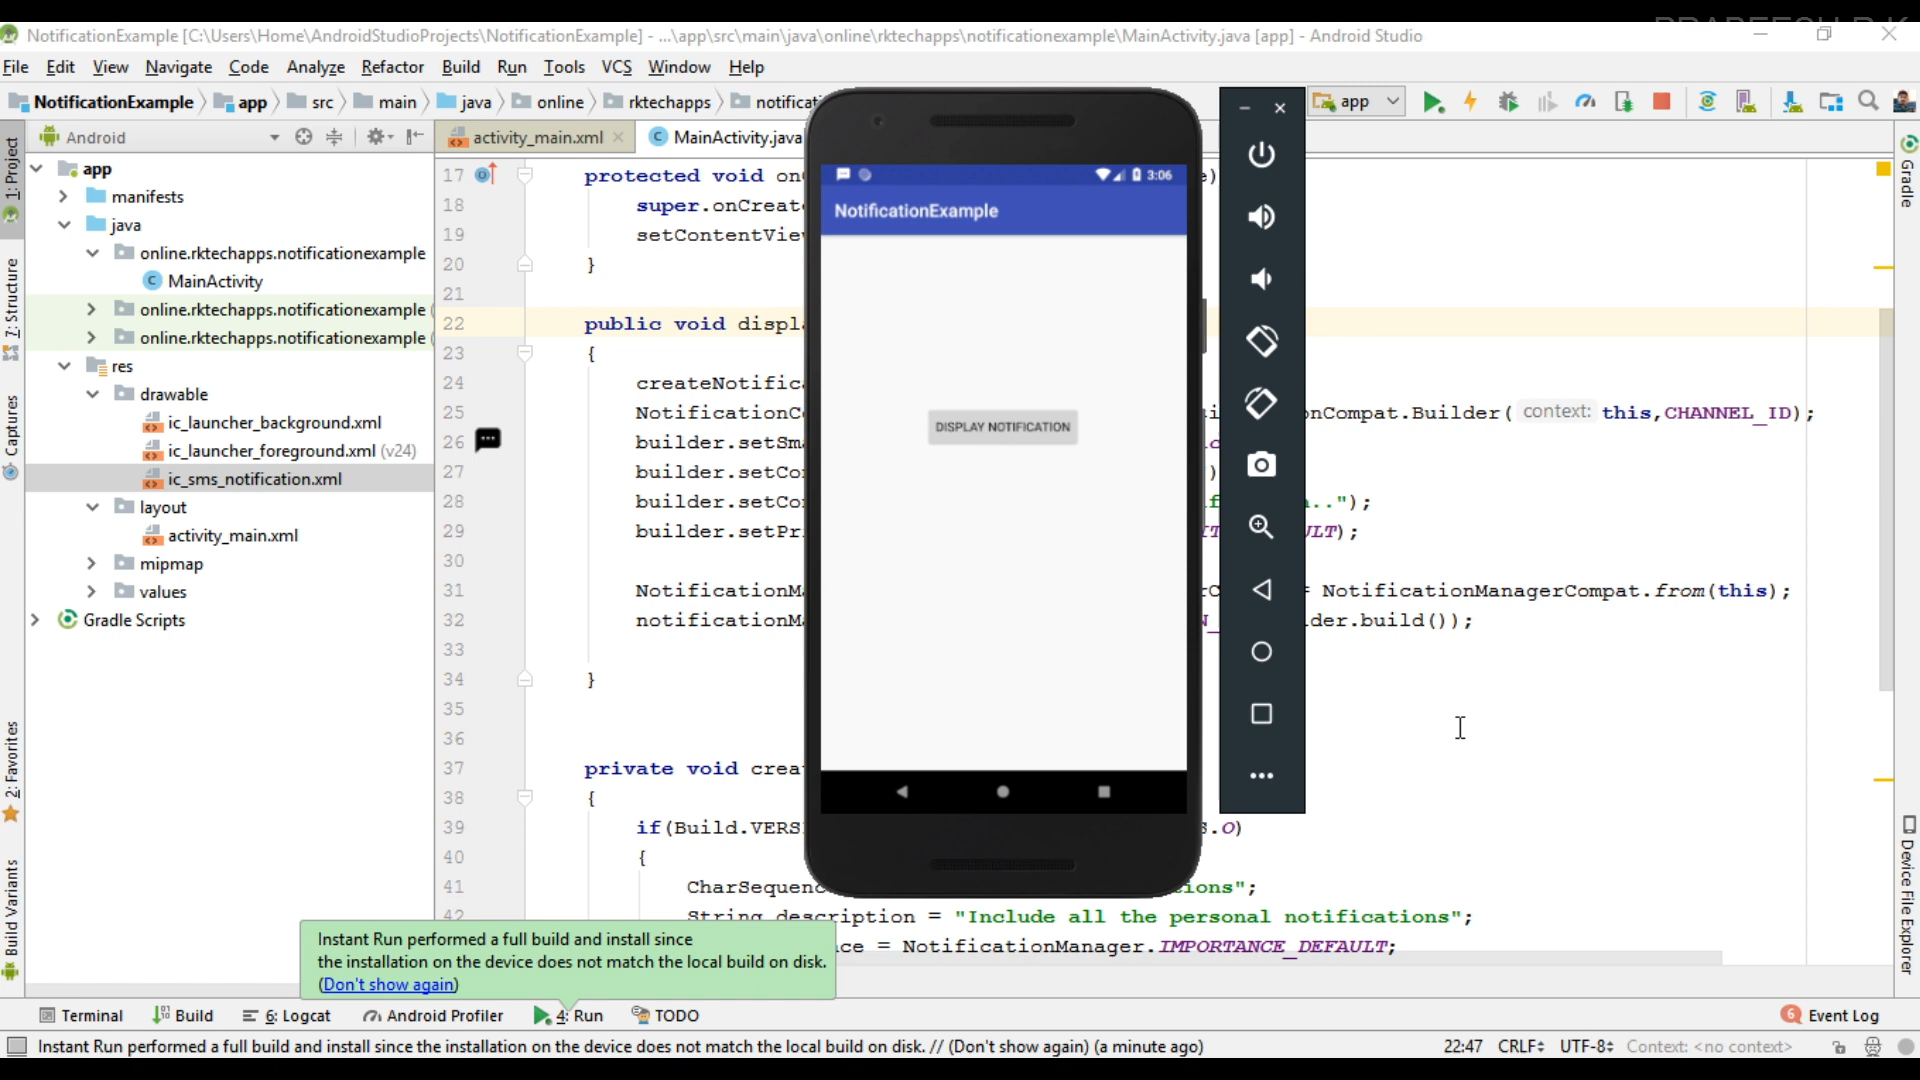 NotificationExample [C:\Users\Home\AndroidStudioProjects\NotificationExample] - ...\app\src\main\java\online\rktechapps\notificationexample\MainActivity.java [app] - Android Studio
File Edit View Navigate Code Analyze Refactor Build Run Tools VCS Window Help
NotificationExample app src main java online rktechapps notificati app
1: Project
7: Structure
Captures
2: Favorites
Build Variants
Android
app
manifests
java
online.rktechapps.notificationexample
MainActivity
online.rktechapps.notificationexample (
online.rktechapps.notificationexample (
res
drawable
ic_launcher_background.xml
ic_launcher_foreground.xml (v24)
ic_sms_notification.xml
layout
activity_main.xml
mipmap
values
Gradle Scripts
activity_main.xml MainActivity.java
17 protected void on )
18 super.onCreat
19 setContentVie
20 }
21
22 public void displ
23 {
24 createNotific
25 NotificationC onCompat.Builder( context: this,CHANNEL_ID);
26 builder.setSm
27 builder.setCo )
28 builder.setCo ..");
29 builder.setPr ULT);
30
31 NotificationM = NotificationManagerCompat.from(this);
32 notificationM der.build());
33
34 }
35
36
37 private void crea
38 {
39 if(Build.VERS .O)
40 {
41 CharSequenc ions";
42 String description = "Include all the personal notifications";
ce = NotificationManager.IMPORTANCE_DEFAULT;
3:06
NotificationExample
DISPLAY NOTIFICATION
Gradle
Device File Explorer
Instant Run performed a full build and install since
the installation on the device does not match the local build on disk.
(Don't show again)
Terminal Build 6: Logcat Android Profiler 4: Run TODO 6 Event Log
Instant Run performed a full build and install since the installation on the device does not match the local build on disk. // (Don't show again) (a minute ago) 22:47 CRLF UTF-8 Context: <no context>